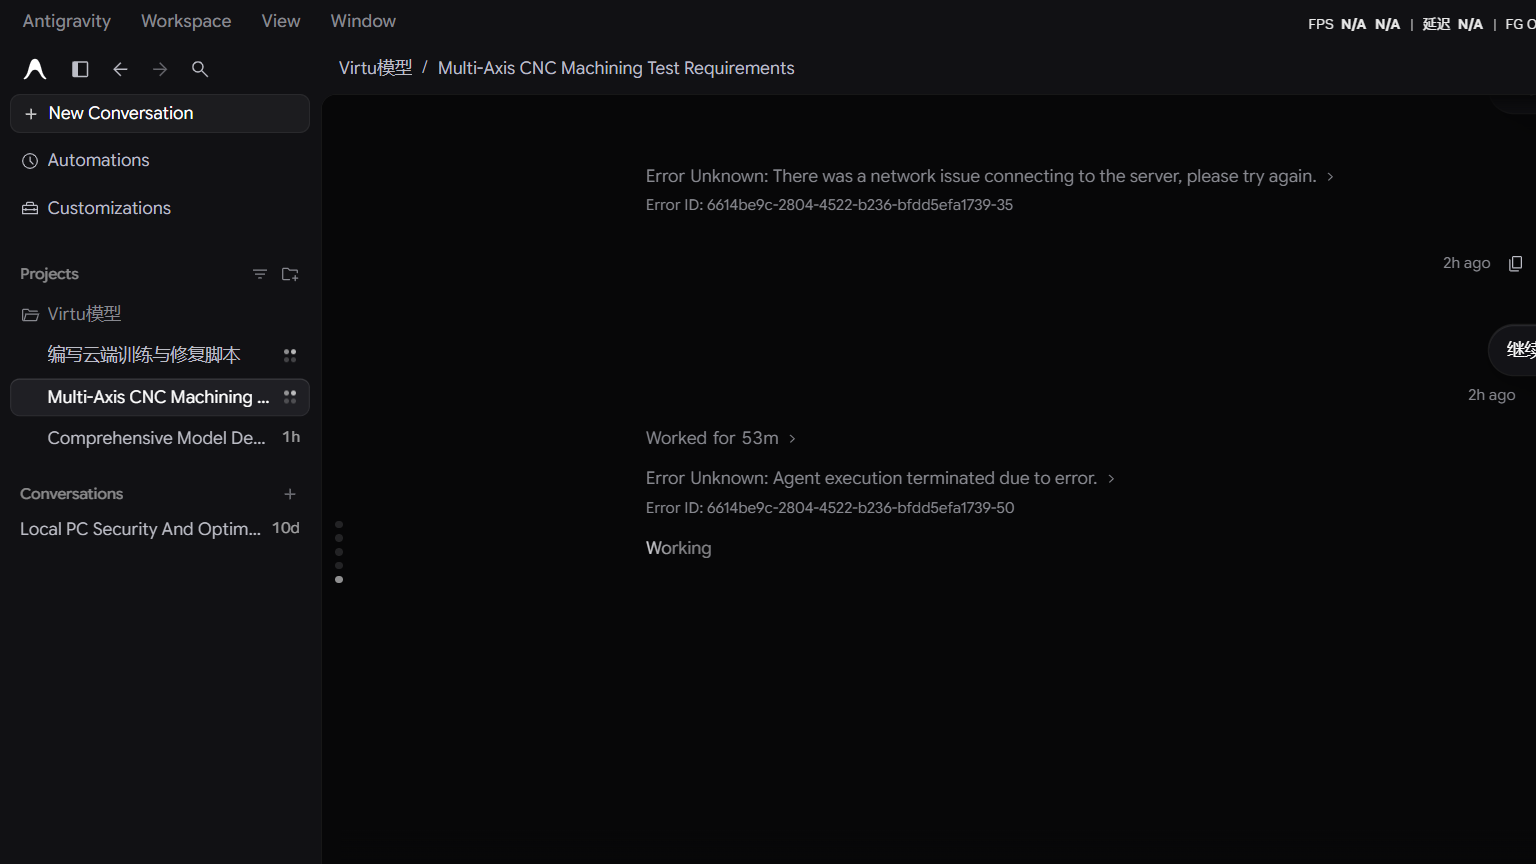 Antigravity Workspace View Window
FPS N/A N/A | 延迟 N/A | FG
Virtu模型 / Multi-Axis CNC Machining Test Requirements
New Conversation
Automations
Customizations
Projects
Virtu模型
编写云端训练与修复脚本
Multi-Axis CNC Machining ...
Comprehensive Model De... 1h
Conversations
Local PC Security And Optim... 10d
Error Unknown: There was a network issue connecting to the server, please try again.
Error ID: 6614be9c-2804-4522-b236-bfdd5efa1739-35
2h ago
继续
2h ago
Worked for 53m
Error Unknown: Agent execution terminated due to error.
Error ID: 6614be9c-2804-4522-b236-bfdd5efa1739-50
Working